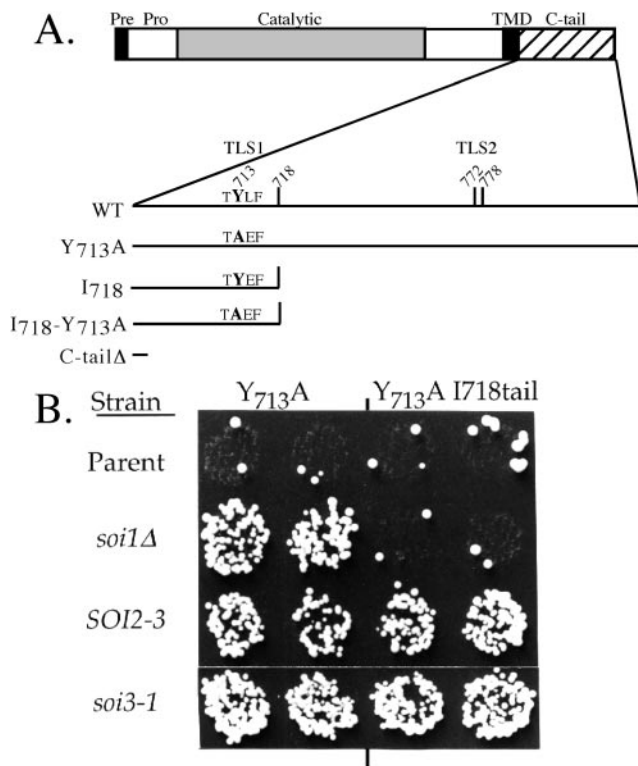 A.
Pre Pro Catalytic TMD C-tail
TLS1 TLS2
713 718 772 778
WT TYLF
Y713A TAEF
I718 TYEF
I718-Y713A TAEF
C-tailΔ
B.
Strain Y713A Y713A I718tail
Parent
soi1Δ
SOI2-3
soi3-1